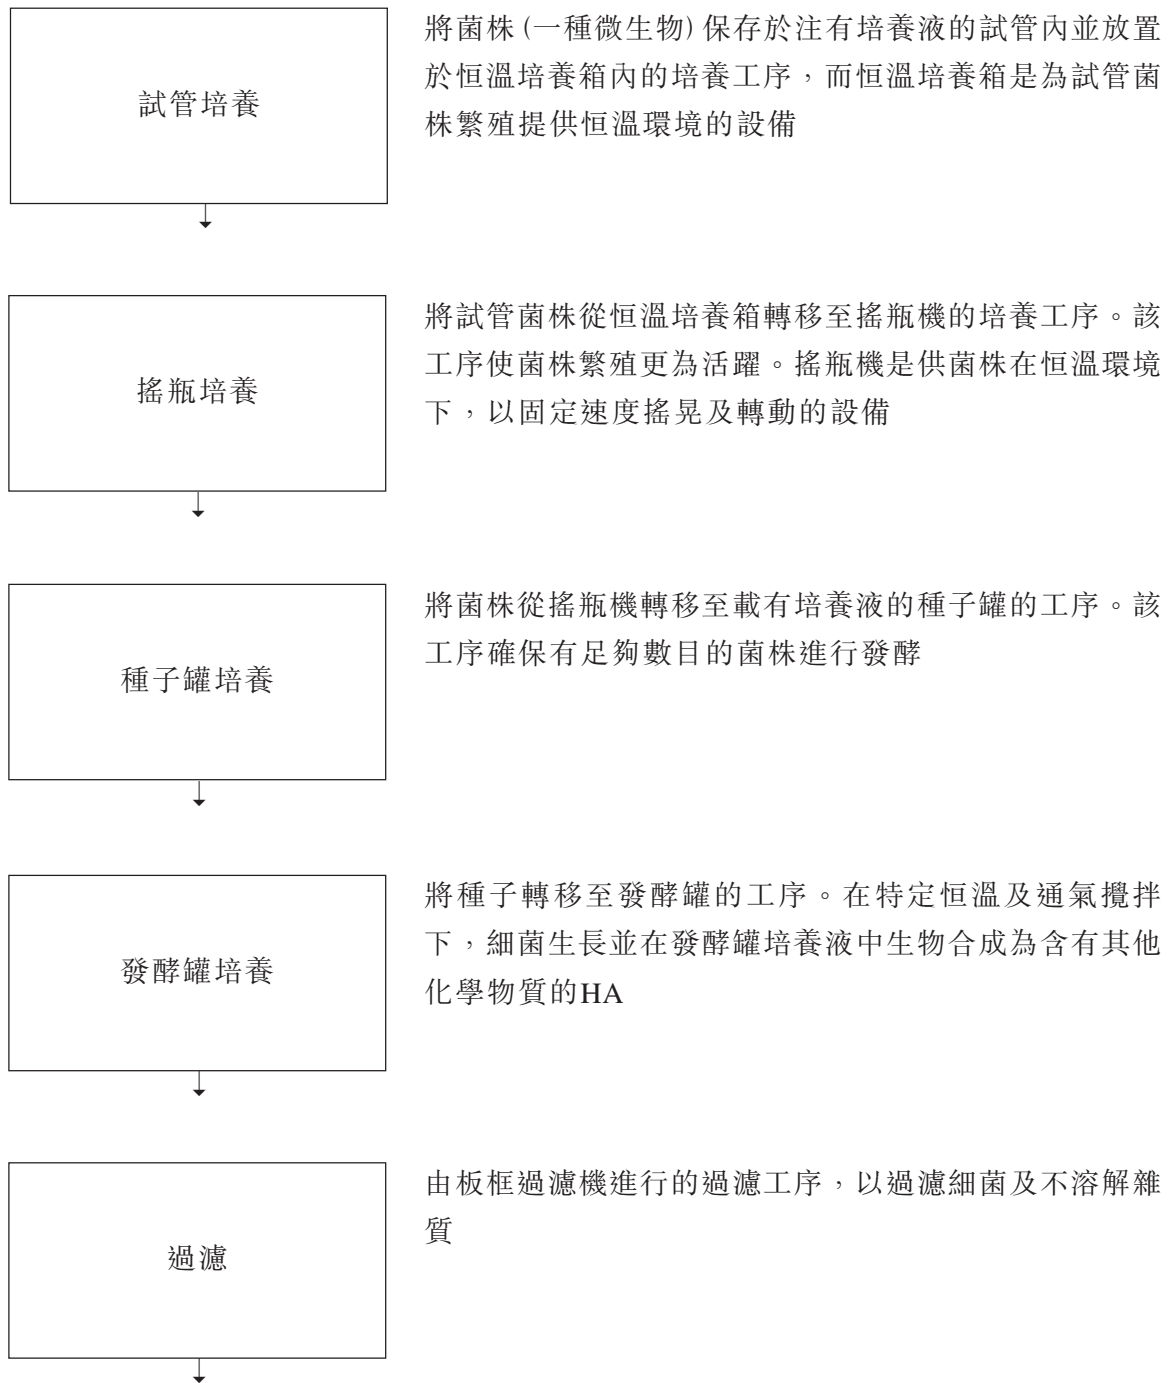 試管培養
將菌株(一種微生物)保存於注有培養液的試管內並放置
於恒溫培養箱內的培養工序，而恒溫培養箱是為試管菌
株繁殖提供恒溫環境的設備
搖瓶培養
將試管菌株從恒溫培養箱轉移至搖瓶機的培養工序。該
工序使菌株繁殖更為活躍。搖瓶機是供菌株在恒溫環境
下，以固定速度搖晃及轉動的設備
種子罐培養
將菌株從搖瓶機轉移至載有培養液的種子罐的工序。該
工序確保有足夠數目的菌株進行發酵
發酵罐培養
將種子轉移至發酵罐的工序。在特定恒溫及通氣攪拌
下，細菌生長並在發酵罐培養液中生物合成為含有其他
化學物質的HA
過濾
由板框過濾機進行的過濾工序，以過濾細菌及不溶解雜
質